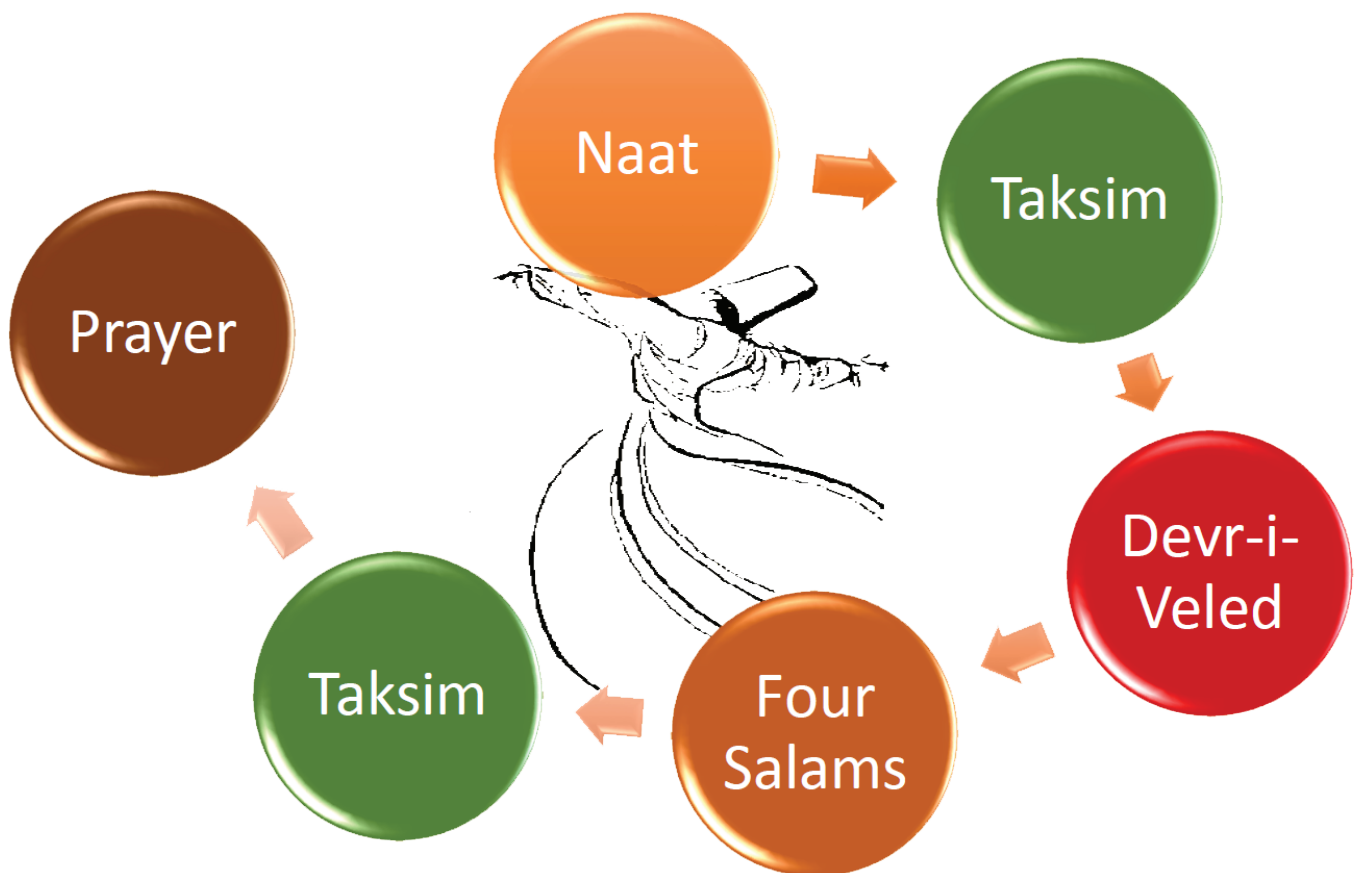 Naat
Taksim
Devr-i-
Veled
Four
Salams
Taksim
Prayer